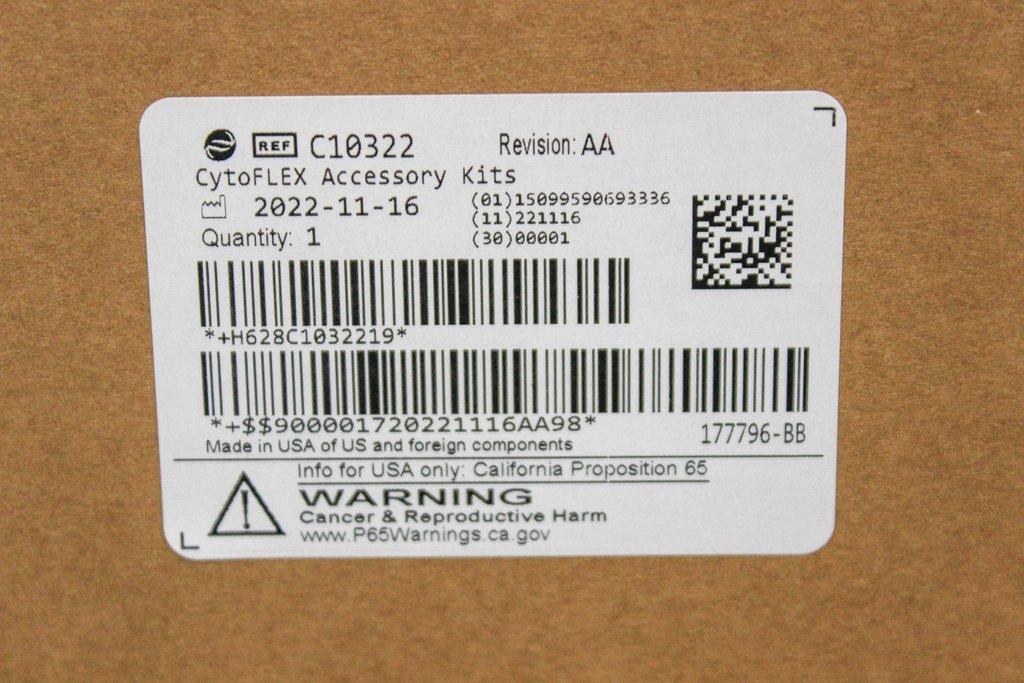 REF C10322 Revision: AA
CytoFLEX Accessory Kits
2022-11-16
(01)15099590693336
(11)221116
(30)00001
Quantity: 1
*+H628C1032219*
*+$$9000001720221116AA98*
177796-BB
Made in USA of US and foreign components
Info for USA only: California Proposition 65
WARNING
Cancer & Reproductive Harm
www.P65Warnings.ca.gov